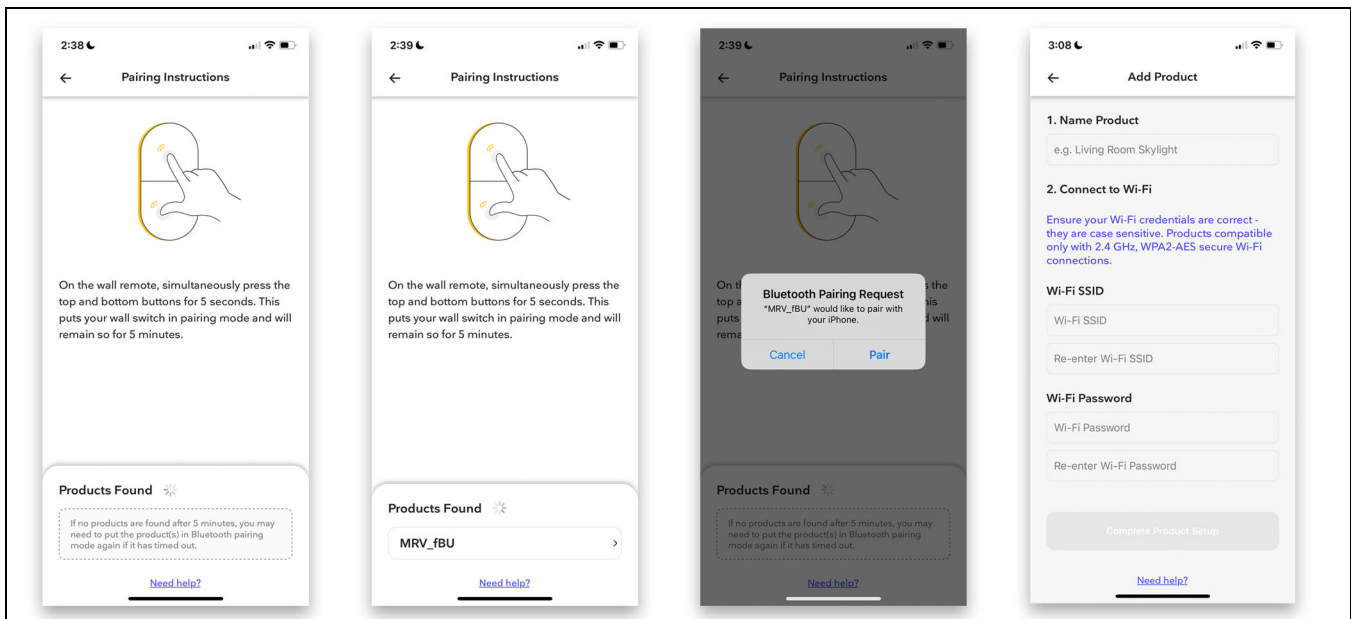 2:38
Pairing Instructions
On the wall remote, simultaneously press the
top and bottom buttons for 5 seconds. This
puts your wall switch in pairing mode and will
remain so for 5 minutes.
Products Found
If no products are found after 5 minutes, you may
need to put the product(s) in Bluetooth pairing
mode again if it has timed out.
Need help?
2:39
Pairing Instructions
On the wall remote, simultaneously press the
top and bottom buttons for 5 seconds. This
puts your wall switch in pairing mode and will
remain so for 5 minutes.
Products Found
MRV_fBU
Need help?
2:39
Pairing Instructions
Bluetooth Pairing Request
"MRV_fBU" would like to pair with
your iPhone.
Cancel
Pair
Products Found
If no products are found after 5 minutes, you may
need to put the product(s) in Bluetooth pairing
mode again if it has timed out.
Need help?
3:08
Add Product
1. Name Product
e.g. Living Room Skylight
2. Connect to Wi-Fi
Ensure your Wi-Fi credentials are correct -
they are case sensitive. Products compatible
only with 2.4 GHz, WPA2-AES secure Wi-Fi
connections.
Wi-Fi SSID
Wi-Fi SSID
Re-enter Wi-Fi SSID
Wi-Fi Password
Wi-Fi Password
Re-enter Wi-Fi Password
Complete Product Setup
Need help?